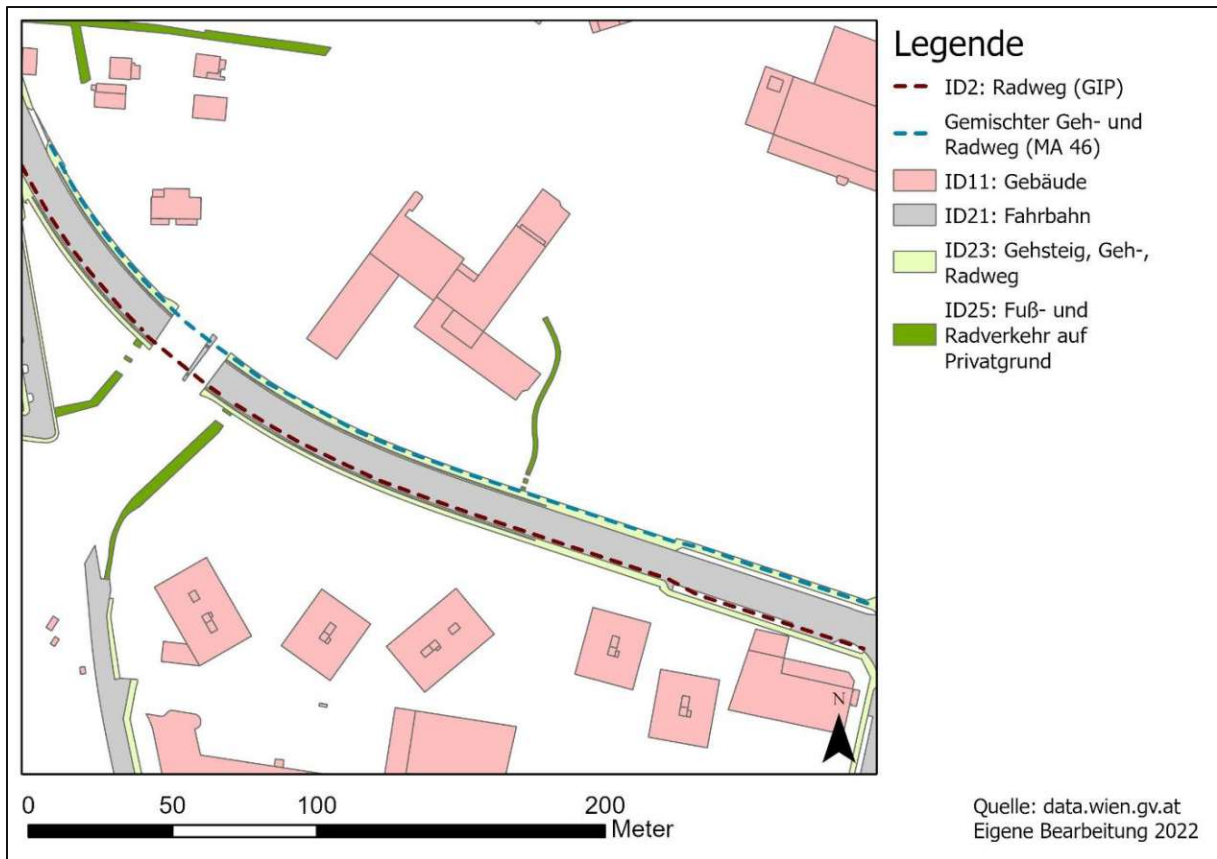 Legende
ID2: Radweg (GIP)
Gemischter Geh- und
Radweg (MA 46)
ID11: Gebäude
ID21: Fahrbahn
ID23: Gehsteig, Geh-,
Radweg
ID25: Fuß- und
Radverkehr auf
Privatgrund
N
0 50 100 200
Meter
Quelle: data.wien.gv.at
Eigene Bearbeitung 2022